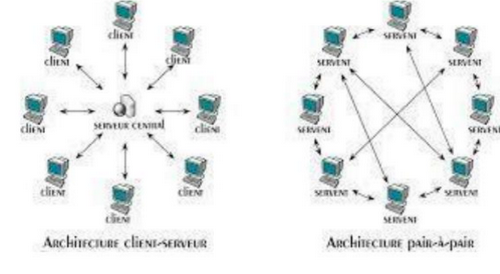 CLIENT
CLIENT
CLIENT
CLIENT
SERVEUR CENTRAL
CLIENT
CLIENT
CLIENT
CLIENT
ARCHITECTURE CLIENT-SERVEUR
SERVENT
SERVENT
SERVENT
SERVENT
SERVENT
SERVENT
SERVENT
SERVENT
ARCHITECTURE PAIR-À-PAIR